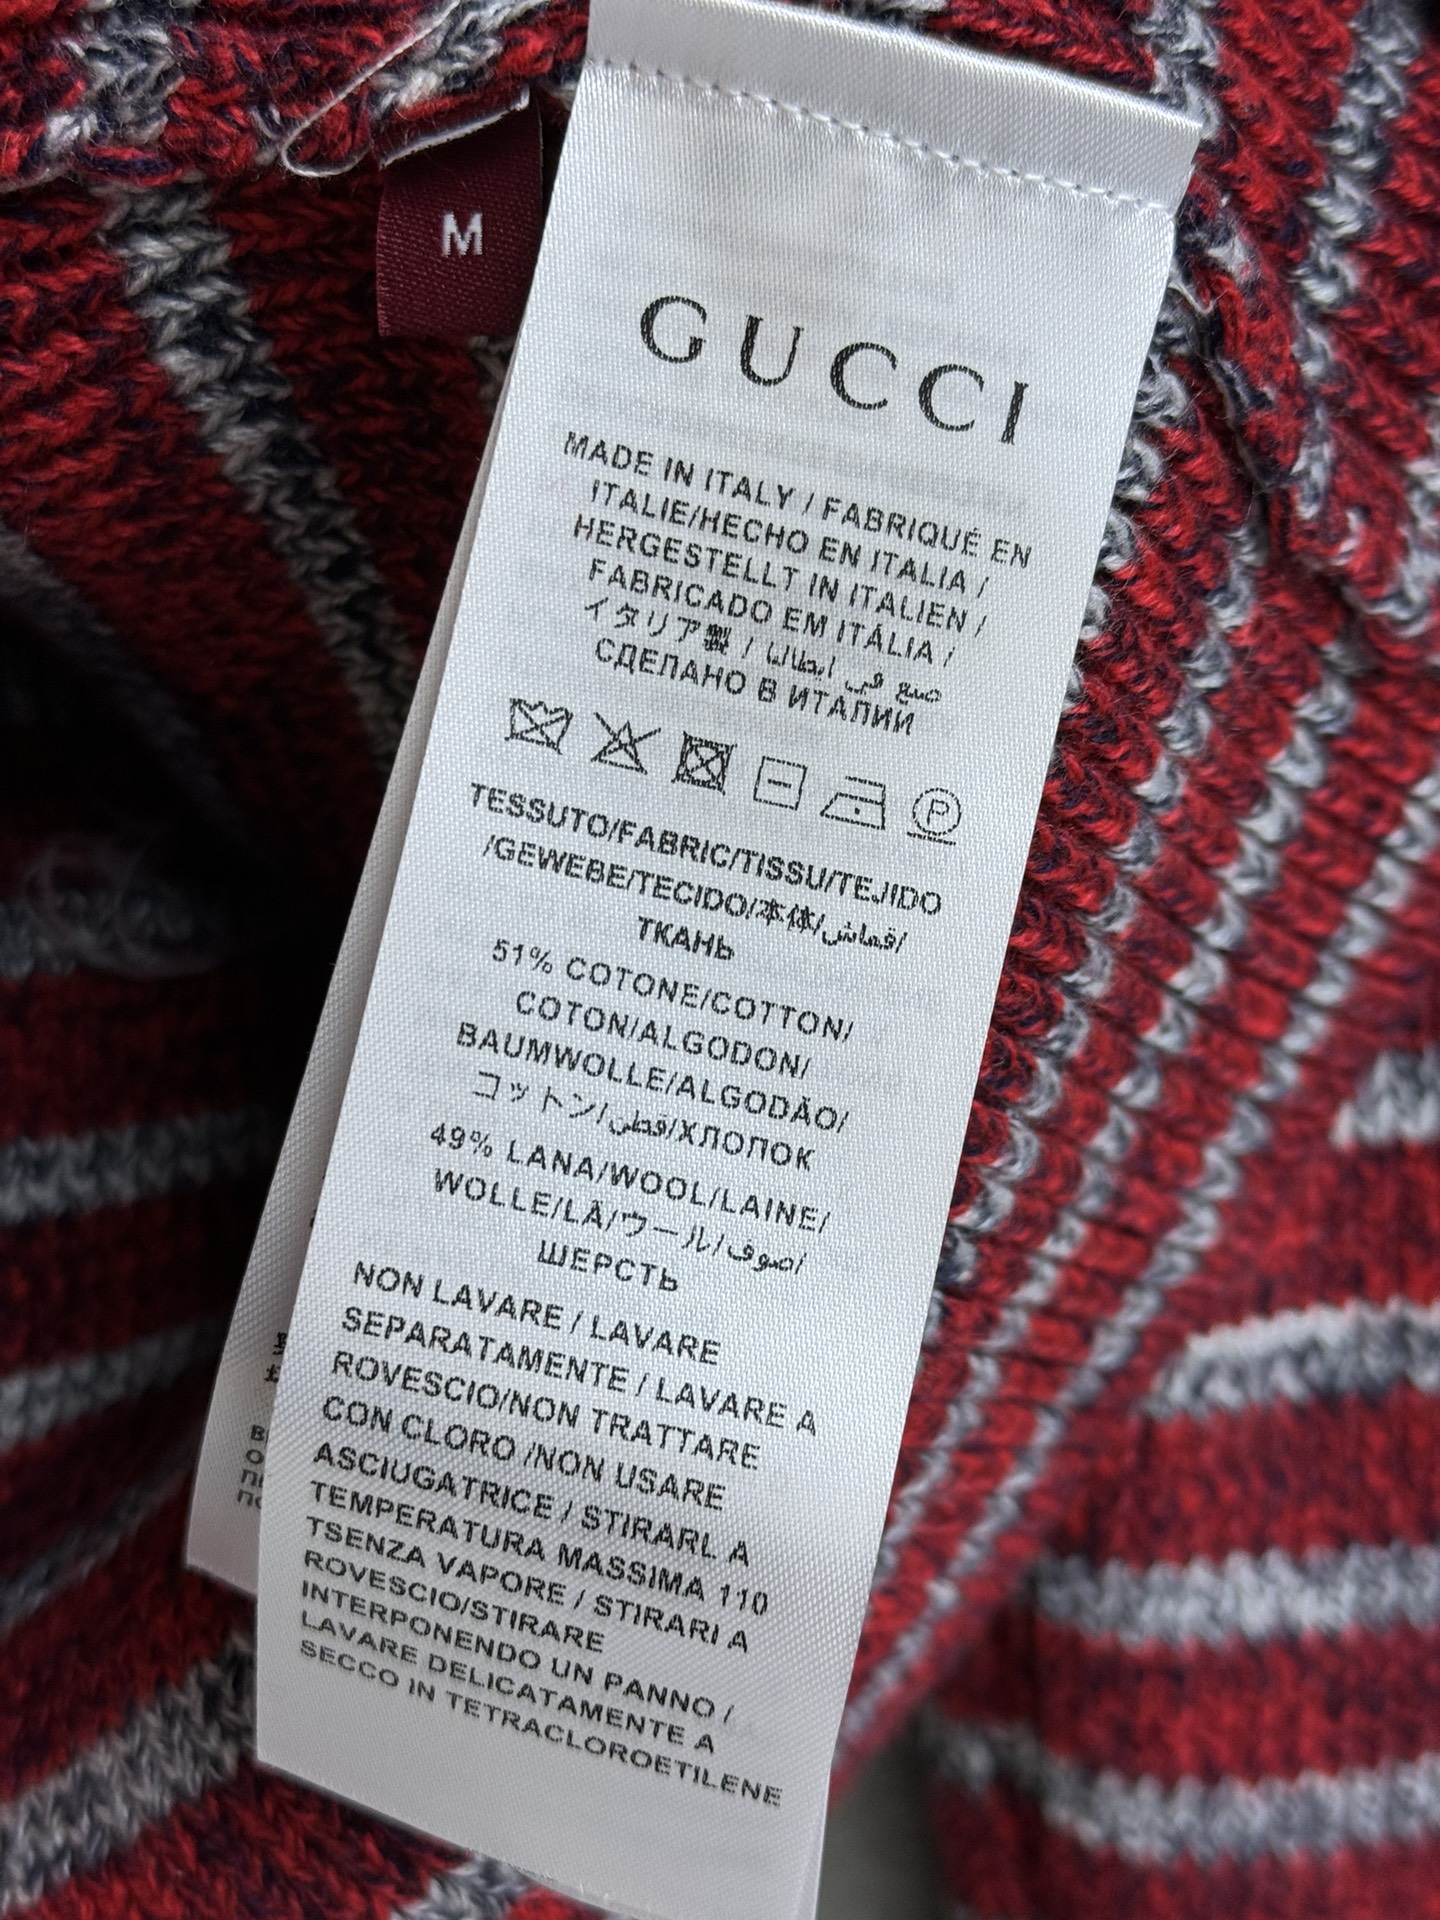 M
GUCCI
MADE IN ITALY / FABRIQUÉ EN
ITALIE/HECHO EN ITALIA /
HERGESTELLT IN ITALIEN /
FABRICADO EM ITÁLIA /
イタリア製 / صنع في ايطاليا
СДЕЛАНО В ИТАЛИИ
P
TESSUTO/FABRIC/TISSU/TEJIDO
/GEWEBE/TECIDO/本体/قماش/
ТКАНЬ
51% COTONE/COTTON/
COTON/ALGODON/
BAUMWOLLE/ALGODÃO/
コットン/قطن/ХЛОПОК
49% LANA/WOOL/LAINE/
WOLLE/LÃ/ウール/صوف/
ШЕРСТЬ
NON LAVARE / LAVARE
SEPARATAMENTE / LAVARE A
ROVESCIO/NON TRATTARE
CON CLORO /NON USARE
ASCIUGATRICE / STIRARL A
TEMPERATURA MASSIMA 110
TSENZA VAPORE / STIRARI A
ROVESCIO/STIRARE
INTERPONENDO UN PANNO /
LAVARE DELICATAMENTE A
SECCO IN TETRACLOROETILENE